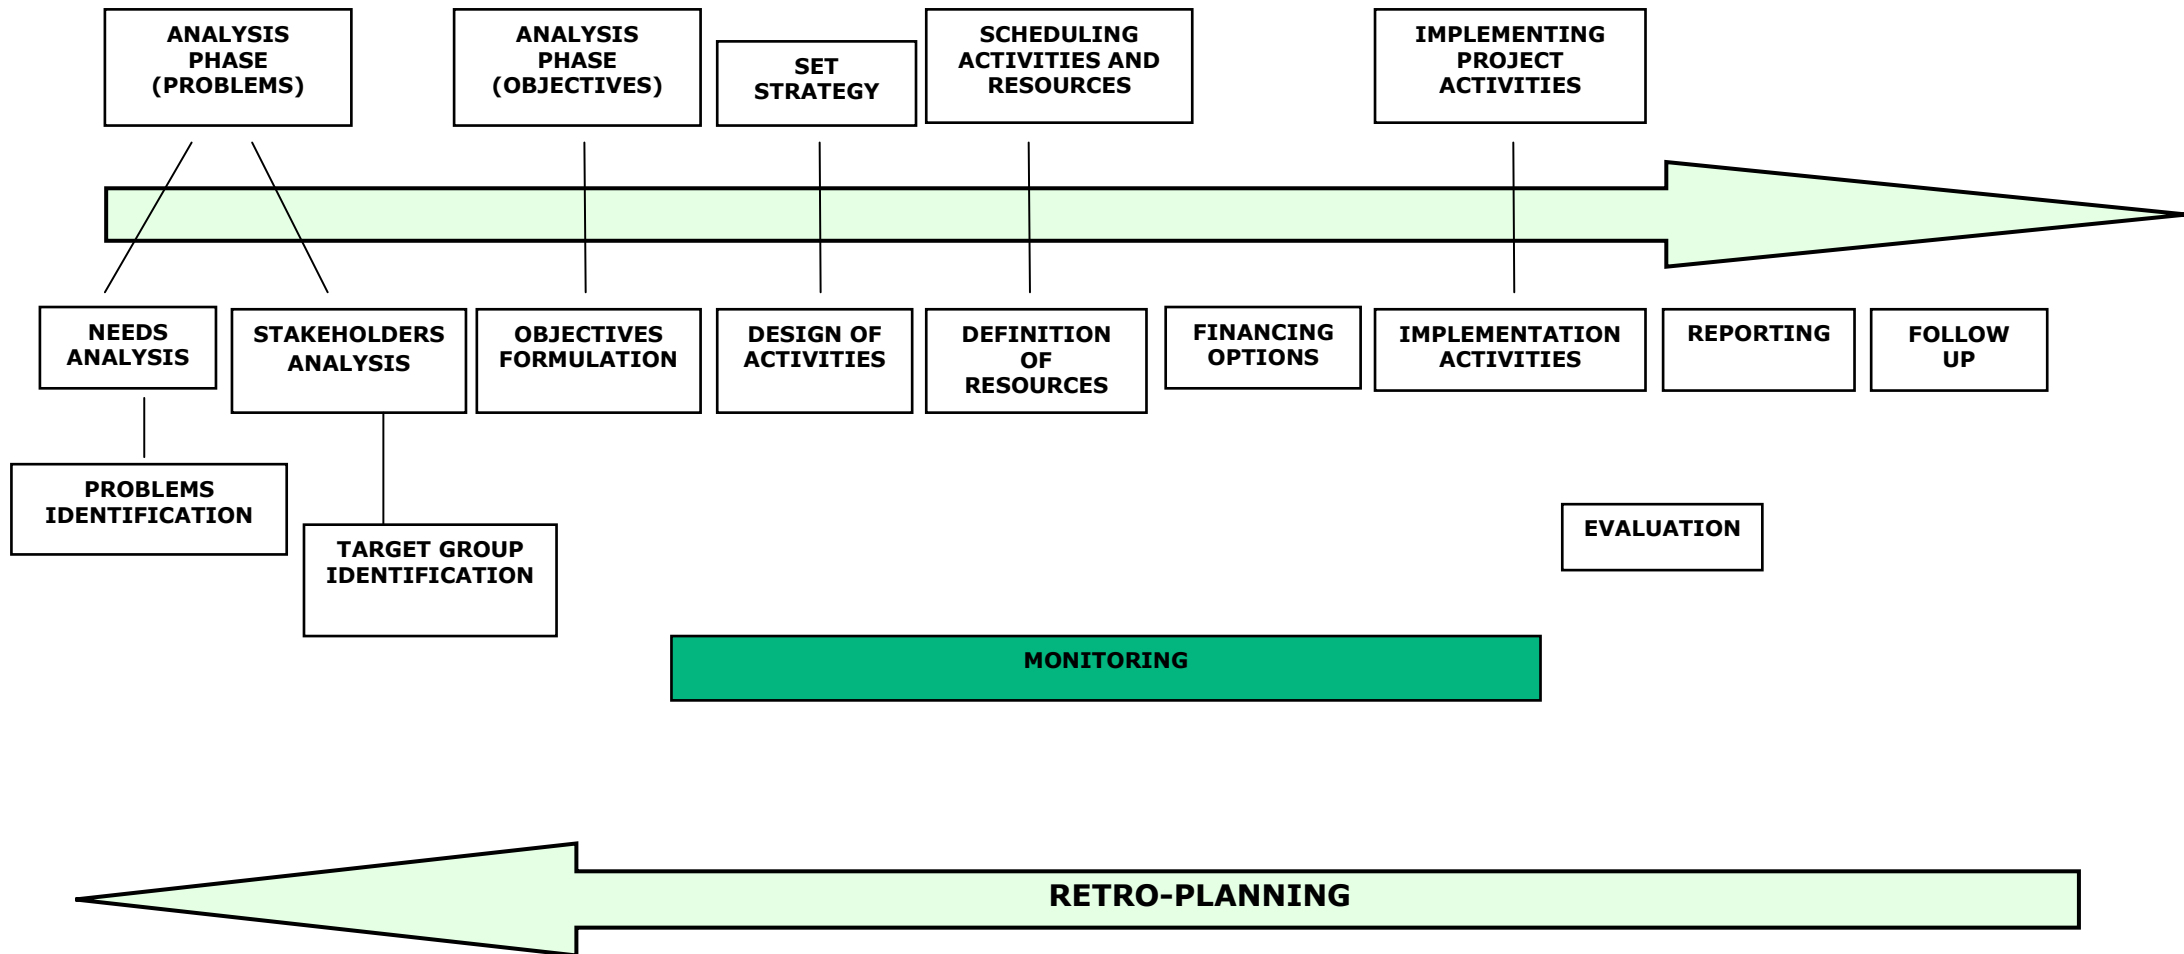 ANALYSIS
PHASE
(PROBLEMS)
ANALYSIS
PHASE
(OBJECTIVES)
SET
STRATEGY
SCHEDULING
ACTIVITIES AND
RESOURCES
IMPLEMENTING
PROJECT
ACTIVITIES
NEEDS
ANALYSIS
STAKEHOLDERS
ANALYSIS
OBJECTIVES
FORMULATION
DESIGN OF
ACTIVITIES
DEFINITION
OF
RESOURCES
FINANCING
OPTIONS
IMPLEMENTATION
ACTIVITIES
REPORTING
FOLLOW
UP
PROBLEMS
IDENTIFICATION
TARGET GROUP
IDENTIFICATION
EVALUATION
MONITORING
RETRO-PLANNING